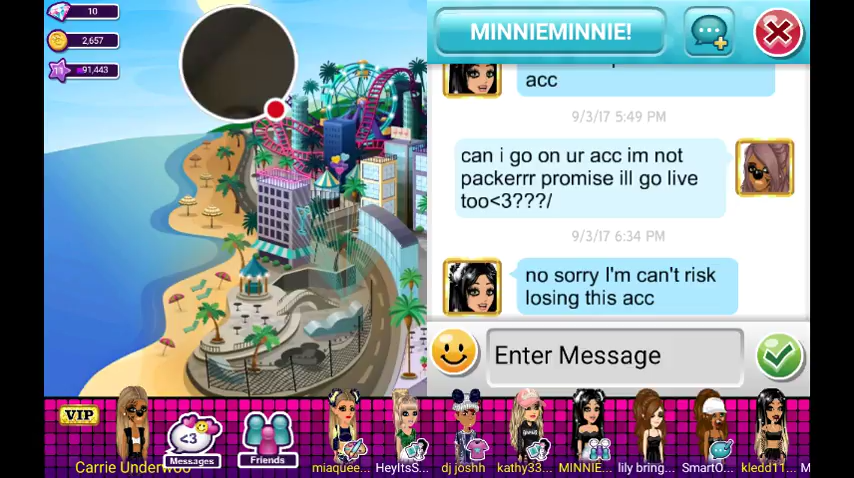 10
2,657
11 91,443
MINNIEMINNIE!
acc
9/3/17 5:49 PM
can i go on ur acc im not
packerrr promise ill go live
too<3???/
9/3/17 6:34 PM
no sorry I'm can't risk
losing this acc
Enter Message
VIP
<3
Carrie Underwoo
Messages
Friends
miaquee...
HeyItsS...
dj joshh
kathy33...
MINNIE...
lily bring...
SmartO...
kledd11...
M